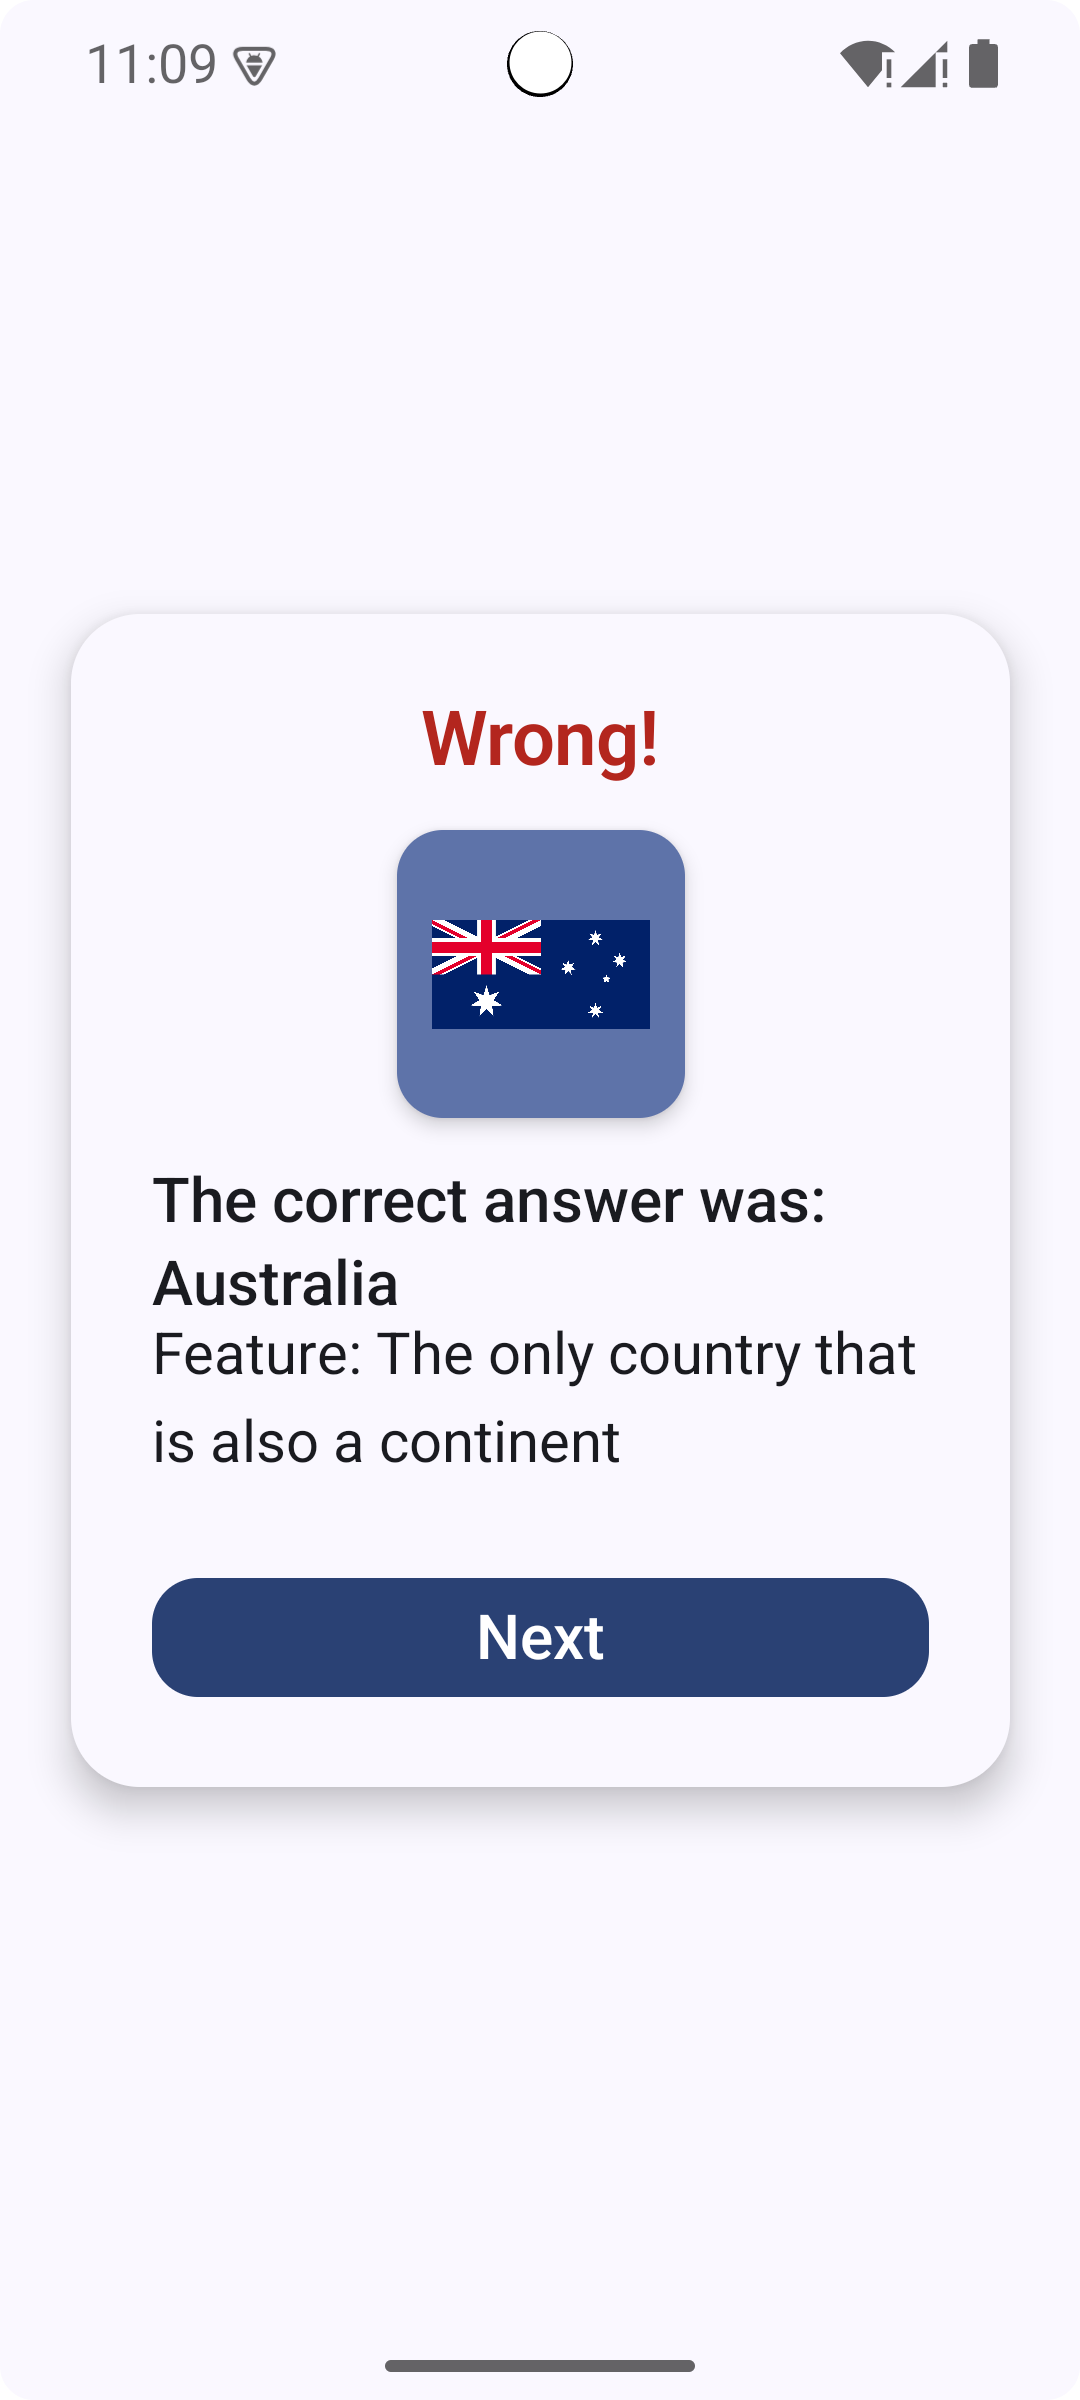 11:09
Wrong!
The correct answer was:
Australia
Feature: The only country that
is also a continent
Next